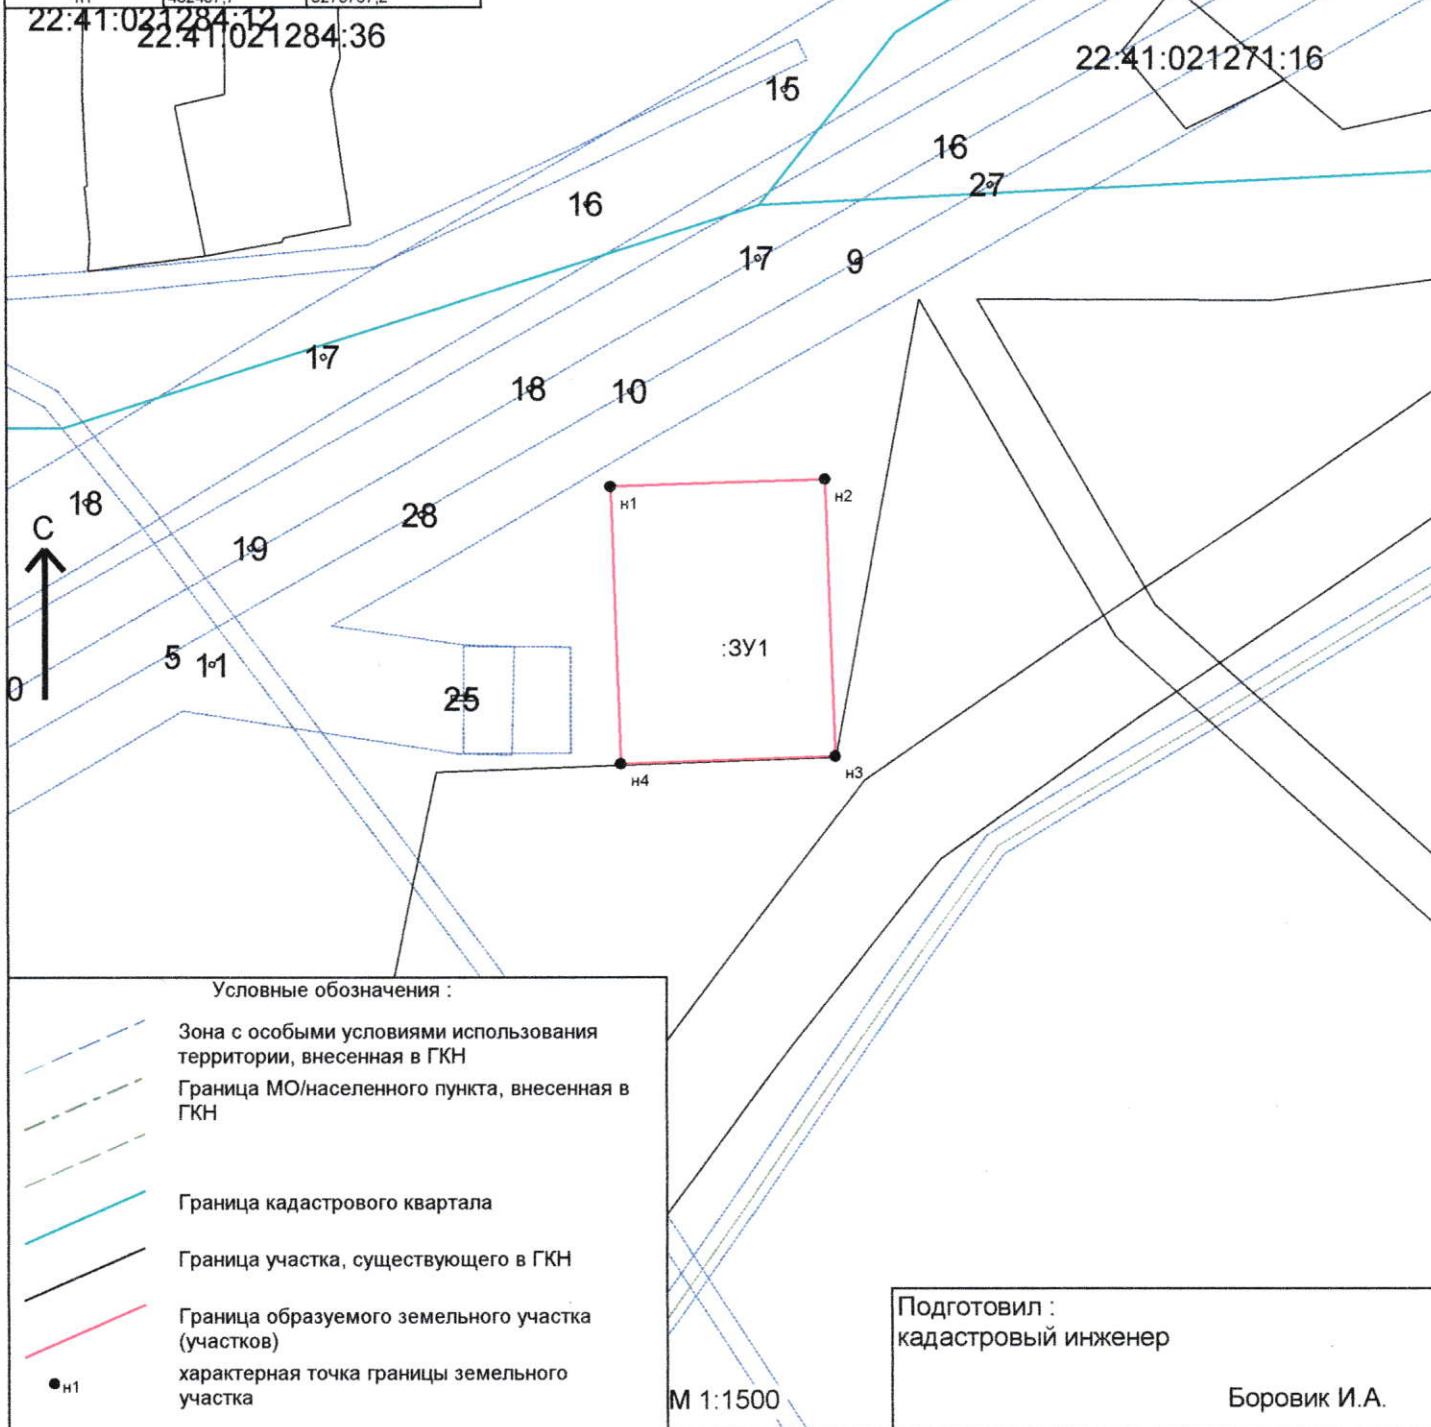 22:41:021284:12
22:41:021284:36
22:41:021271:16
15
16
27
16
17
9
17
18
10
18
28
19
С
н1
н2
:ЗУ1
5
11
0
25
н4
н3
Условные обозначения :
Зона с особыми условиями использования
территории, внесенная в ГКН
Граница МО/населенного пункта, внесенная в
ГКН
Граница кадастрового квартала
Граница участка, существующего в ГКН
Граница образуемого земельного участка
(участков)
н1
характерная точка границы земельного
участка
М 1:1500
Подготовил :
кадастровый инженер
Боровик И.А.